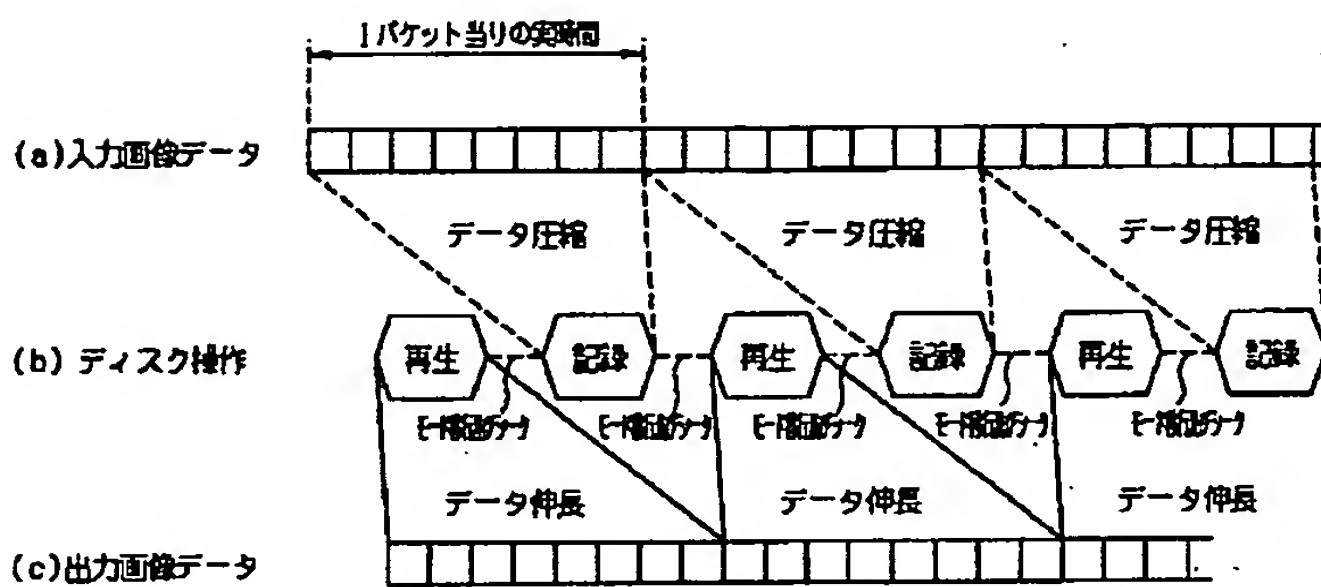 1パケット当りの実時間
(a)入力画像データ
データ圧縮 データ圧縮 データ圧縮
(b) ディスク操作 再生 記録 再生 記録 再生 記録
データ伸長 データ伸長 データ伸長
(c)出力画像データ